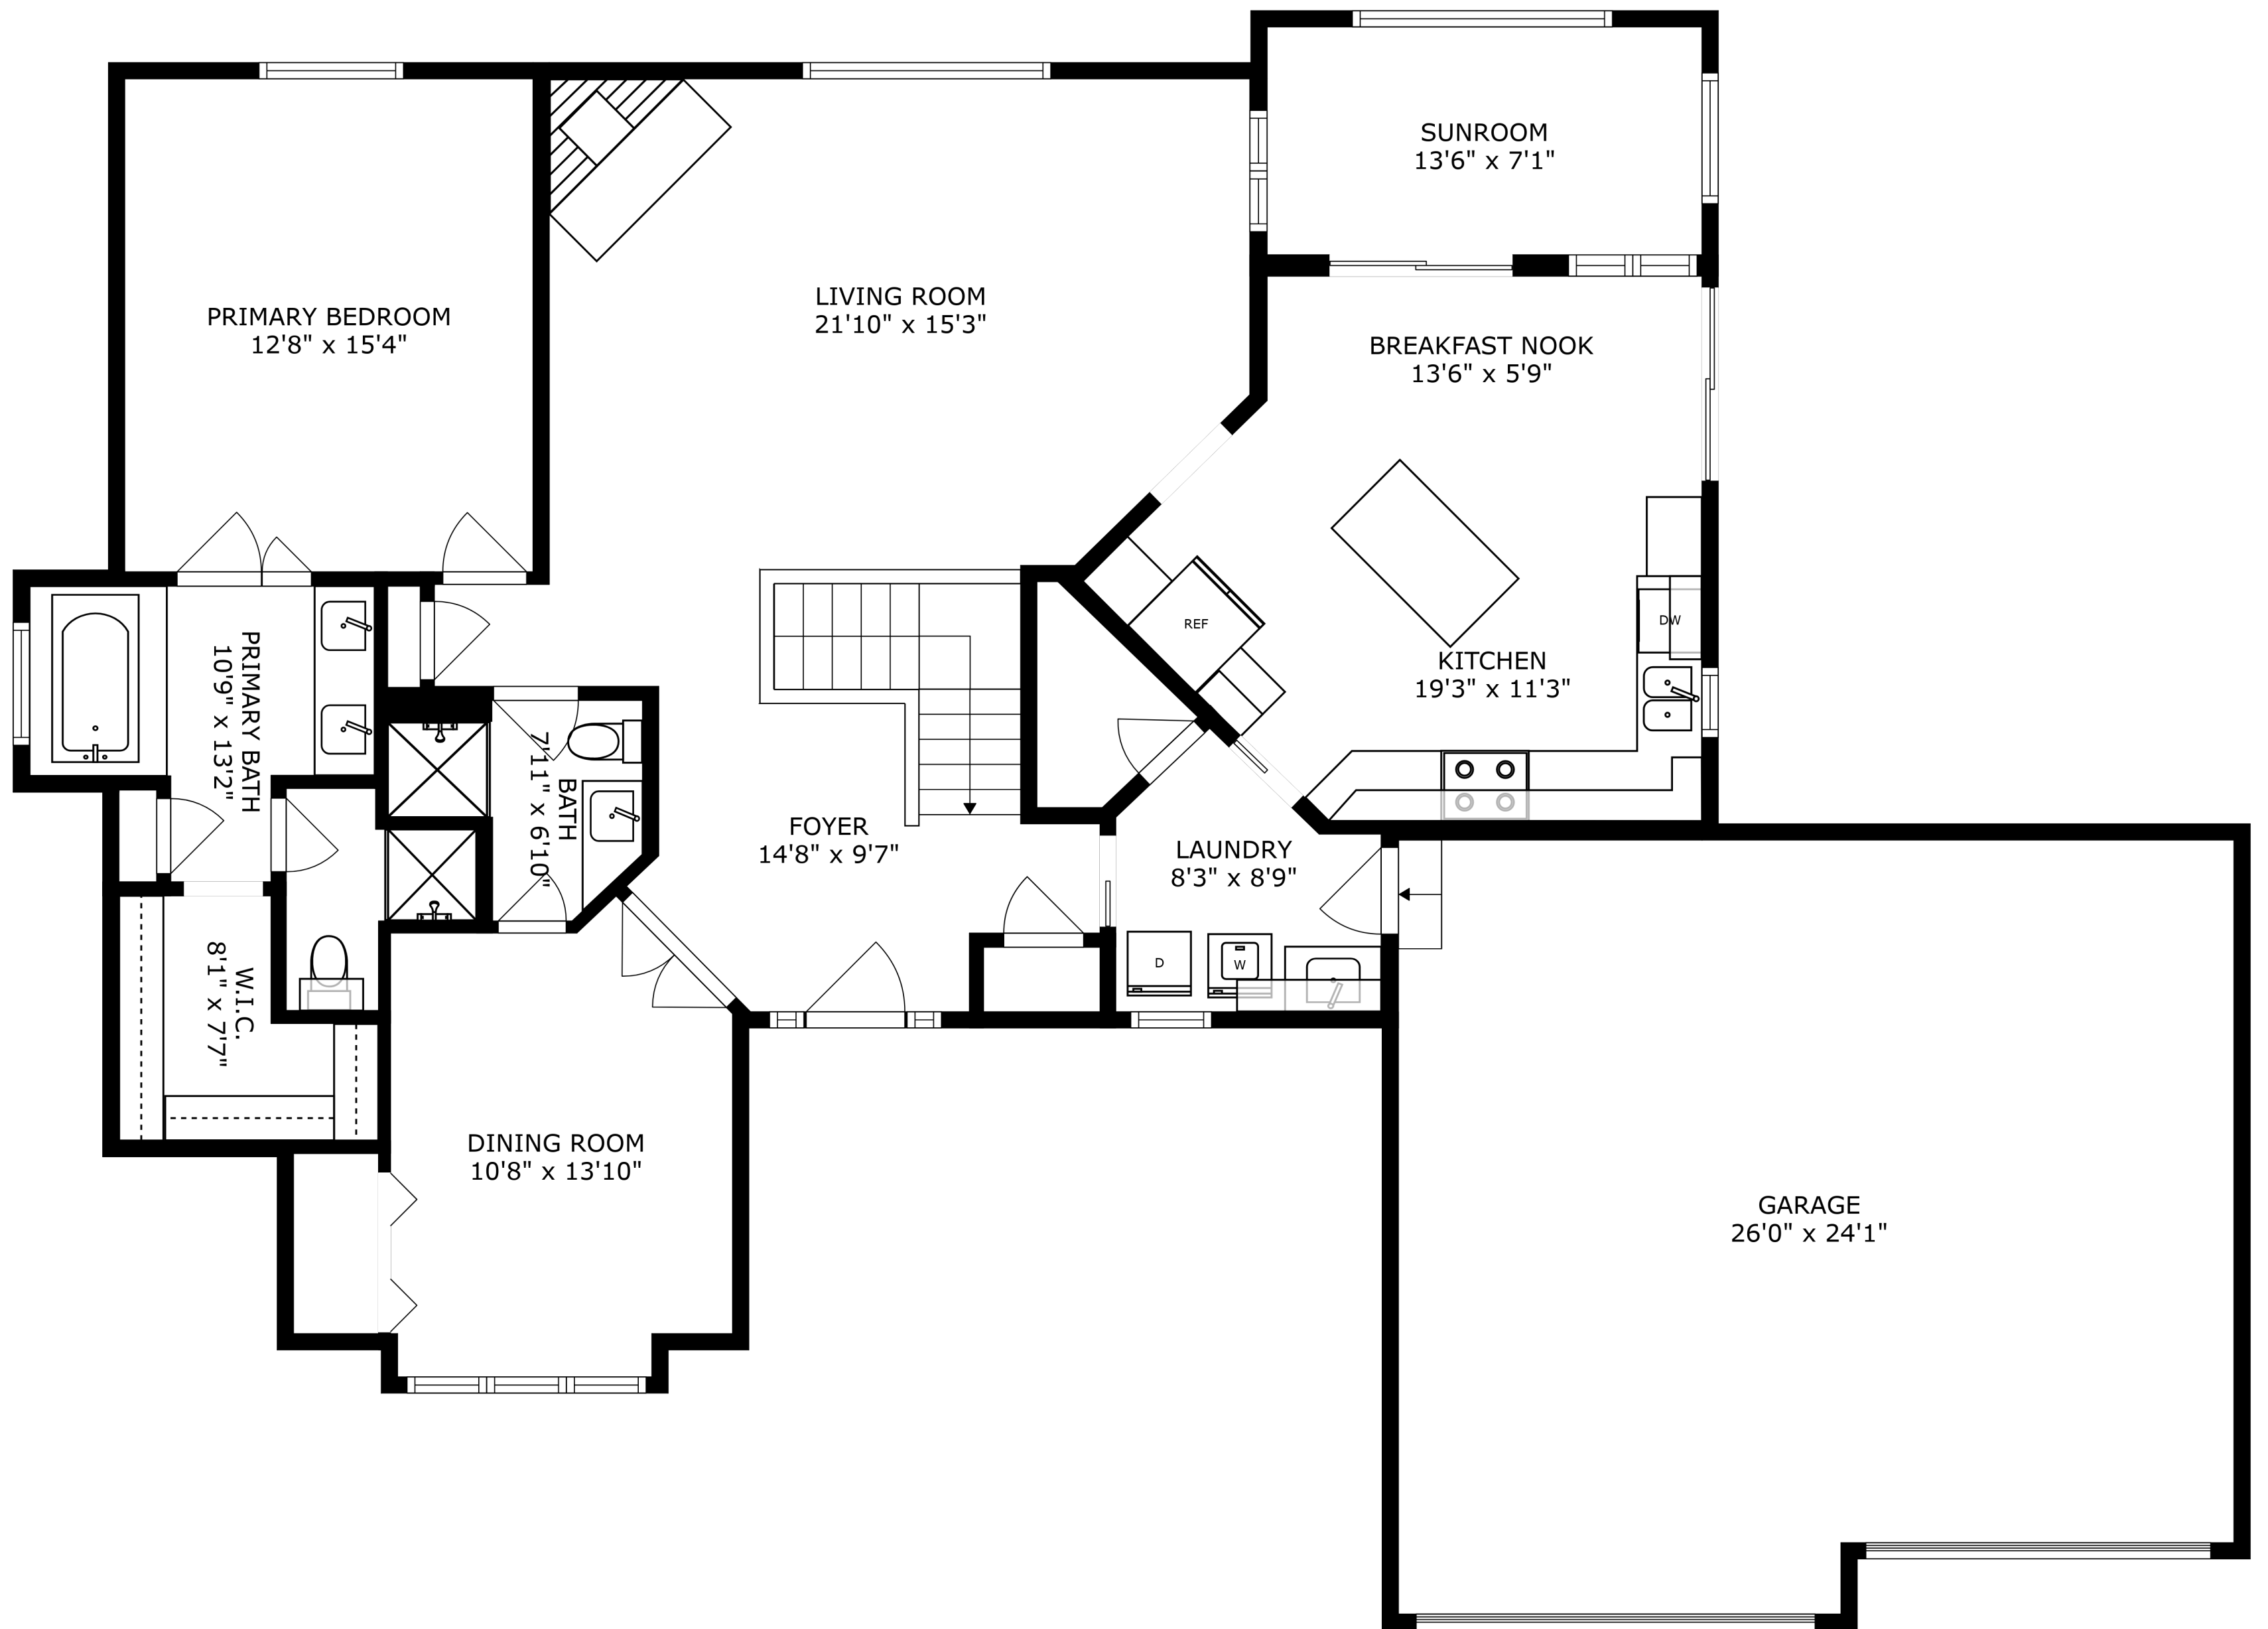 SUNROOM
13'6" x 7'1"
LIVING ROOM
21'10" x 15'3"
PRIMARY BEDROOM
12'8" x 15'4"
BREAKFAST NOOK
13'6" x 5'9"
REF
DW
KITCHEN
19'3" x 11'3"
PRIMARY BATH
10'9" x 13'2"
BATH
7'11" x 6'10"
FOYER
14'8" x 9'7"
LAUNDRY
8'3" x 8'9"
D
W
W.I.C.
8'1" x 7'7"
DINING ROOM
10'8" x 13'10"
GARAGE
26'0" x 24'1"